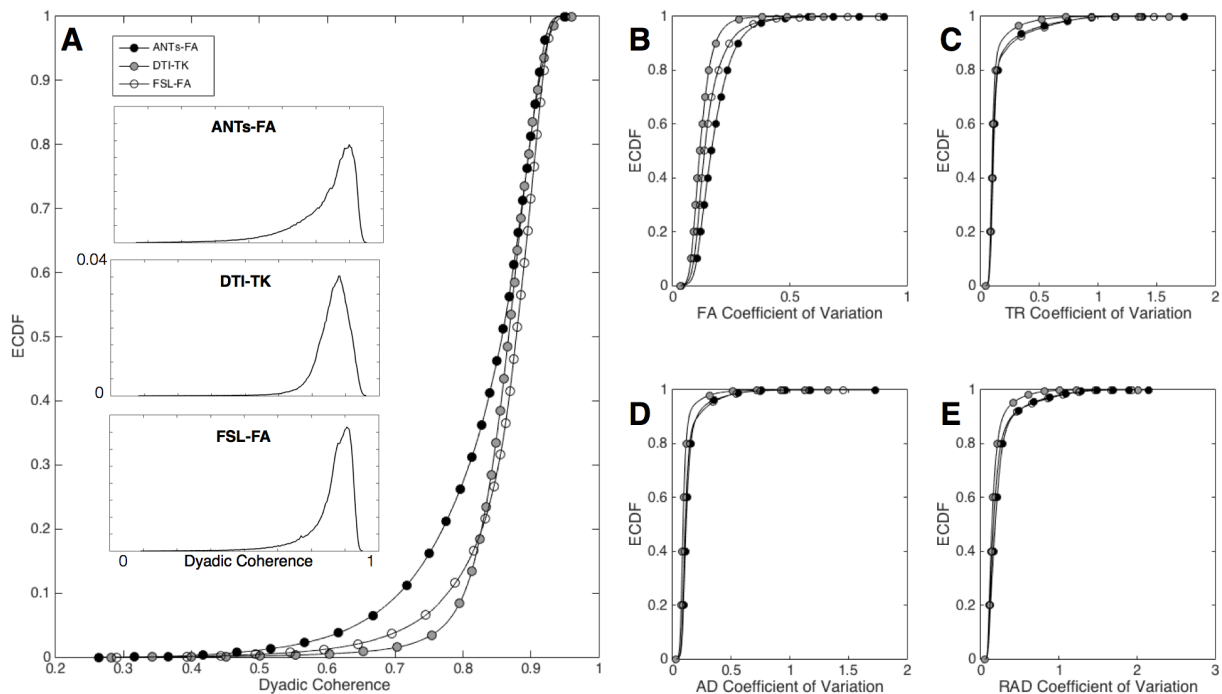 A
ANTs-FA
DTI-TK
FSL-FA
1
0.9
0.8
0.7
0.6
0.5
0.4
0.3
0.2
0.1
0
ECDF
0.2 0.3 0.4 0.5 0.6 0.7 0.8 0.9 1
Dyadic Coherence
ANTs-FA
0.04
DTI-TK
0
FSL-FA
0 Dyadic Coherence 1
B
1
0.8
0.6
0.4
0.2
0
ECDF
0 0.5 1
FA Coefficient of Variation
C
1
0.8
0.6
0.4
0.2
0
ECDF
0 0.5 1 1.5 2
TR Coefficient of Variation
D
1
0.8
0.6
0.4
0.2
0
ECDF
0 0.5 1 1.5 2
AD Coefficient of Variation
E
1
0.8
0.6
0.4
0.2
0
ECDF
0 1 2 3
RAD Coefficient of Variation